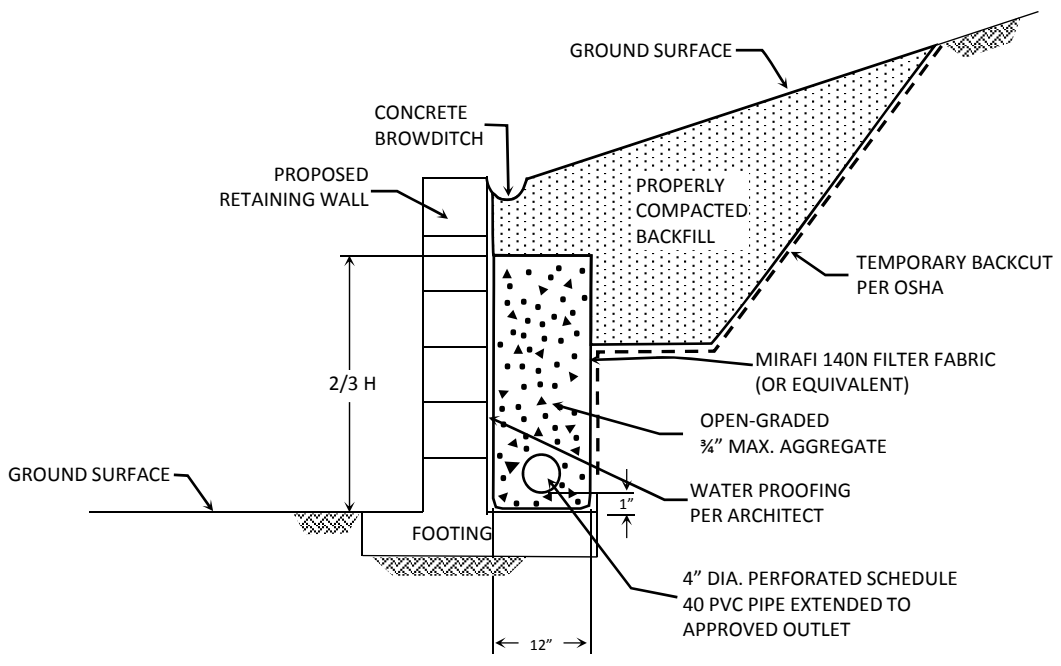 GROUND SURFACE
CONCRETE
BROWDITCH
PROPOSED
RETAINING WALL
PROPERLY
COMPACTED
BACKFILL
TEMPORARY BACKCUT
PER OSHA
MIRAFI 140N FILTER FABRIC
(OR EQUIVALENT)
2/3 H
OPEN-GRADED
¾” MAX. AGGREGATE
GROUND SURFACE
WATER PROOFING
PER ARCHITECT
1”
FOOTING
4” DIA. PERFORATED SCHEDULE
40 PVC PIPE EXTENDED TO
APPROVED OUTLET
12”